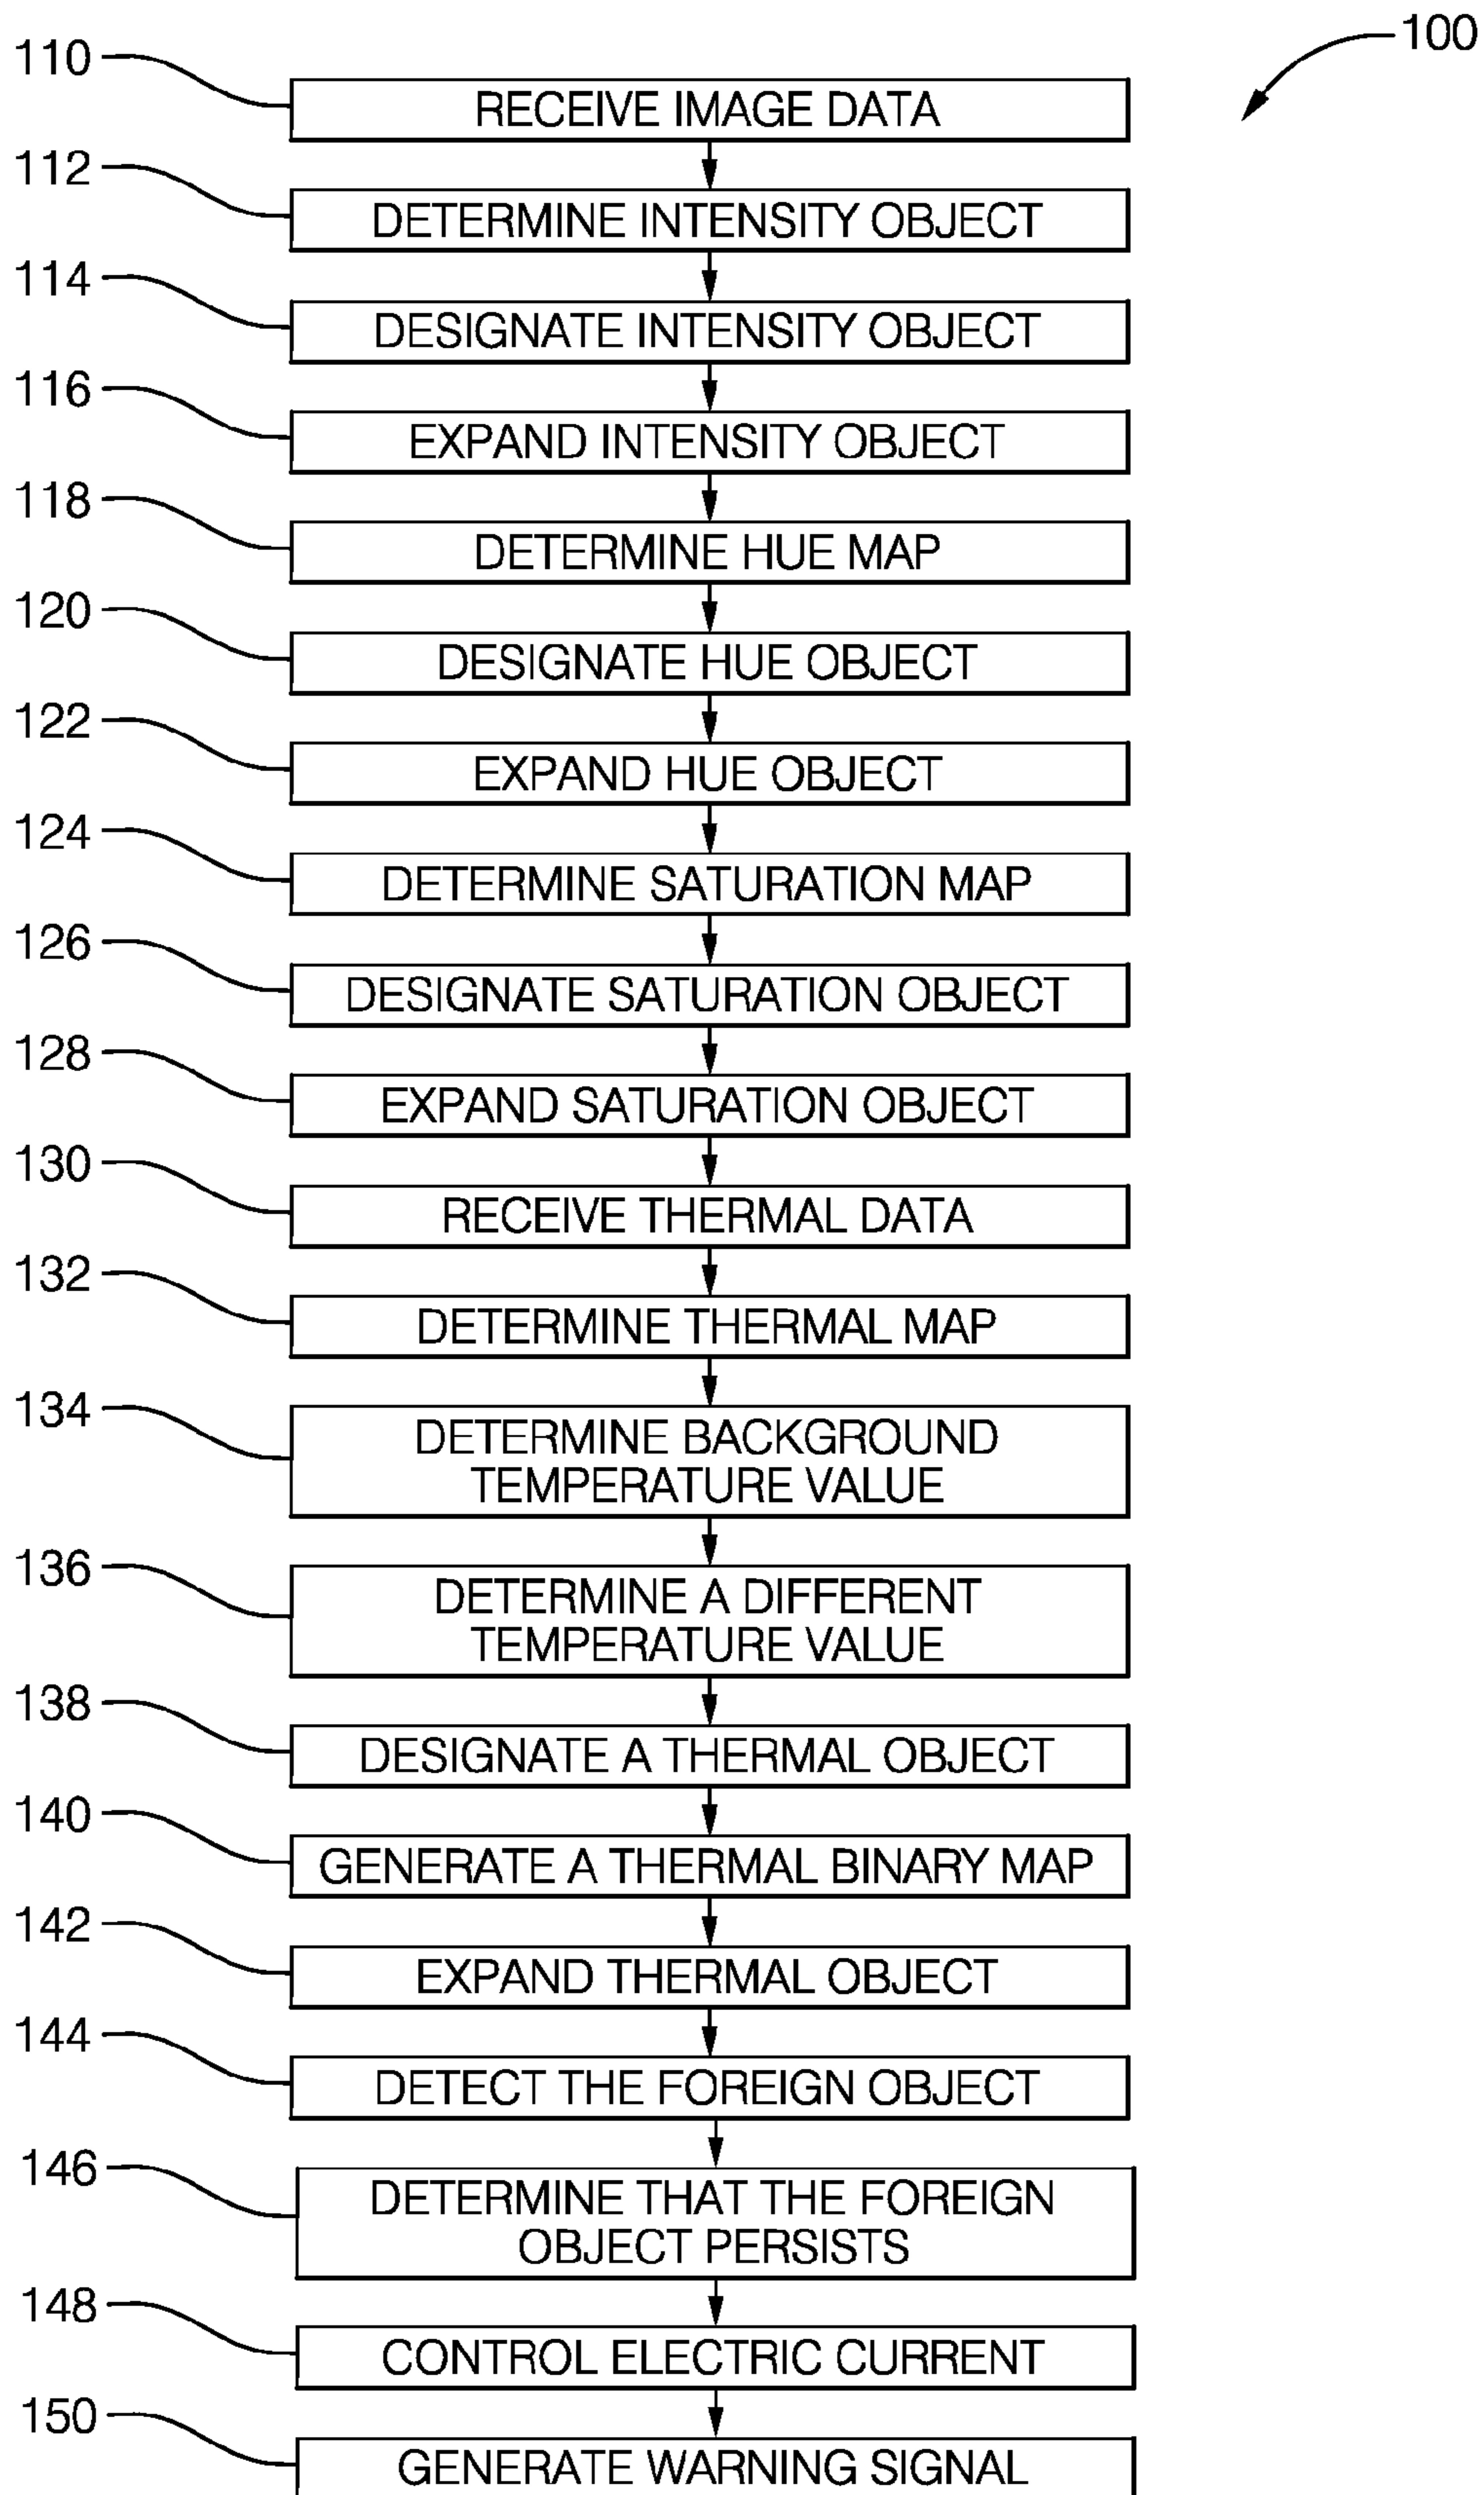 100
110
RECEIVE IMAGE DATA
112
DETERMINE INTENSITY OBJECT
114
DESIGNATE INTENSITY OBJECT
116
EXPAND INTENSITY OBJECT
118
DETERMINE HUE MAP
120
DESIGNATE HUE OBJECT
122
EXPAND HUE OBJECT
124
DETERMINE SATURATION MAP
126
DESIGNATE SATURATION OBJECT
128
EXPAND SATURATION OBJECT
130
RECEIVE THERMAL DATA
132
DETERMINE THERMAL MAP
134
DETERMINE BACKGROUND
TEMPERATURE VALUE
136
DETERMINE A DIFFERENT
TEMPERATURE VALUE
138
DESIGNATE A THERMAL OBJECT
140
GENERATE A THERMAL BINARY MAP
142
EXPAND THERMAL OBJECT
144
DETECT THE FOREIGN OBJECT
146
DETERMINE THAT THE FOREIGN
OBJECT PERSISTS
148
CONTROL ELECTRIC CURRENT
150
GENERATE WARNING SIGNAL